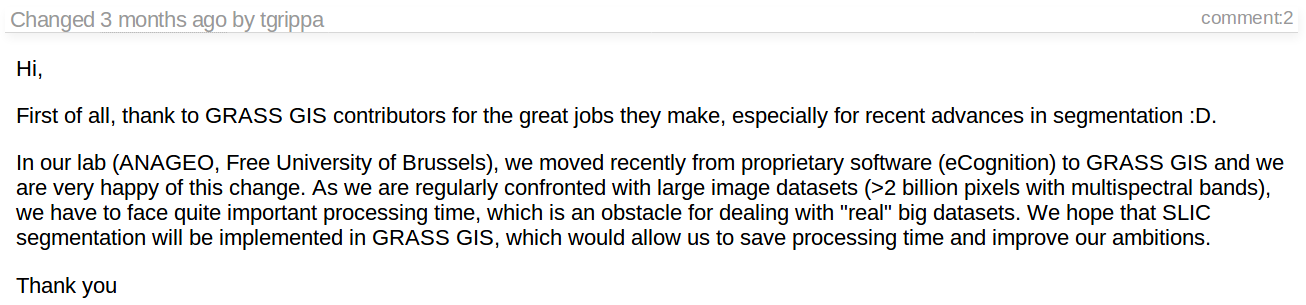 Changed 3 months ago by tgrippa
comment:2
Hi,
First of all, thank to GRASS GIS contributors for the great jobs they make, especially for recent advances in segmentation :D.
In our lab (ANAGEO, Free University of Brussels), we moved recently from proprietary software (eCognition) to GRASS GIS and we
are very happy of this change. As we are regularly confronted with large image datasets (>2 billion pixels with multispectral bands),
we have to face quite important processing time, which is an obstacle for dealing with "real" big datasets. We hope that SLIC
segmentation will be implemented in GRASS GIS, which would allow us to save processing time and improve our ambitions.
Thank you